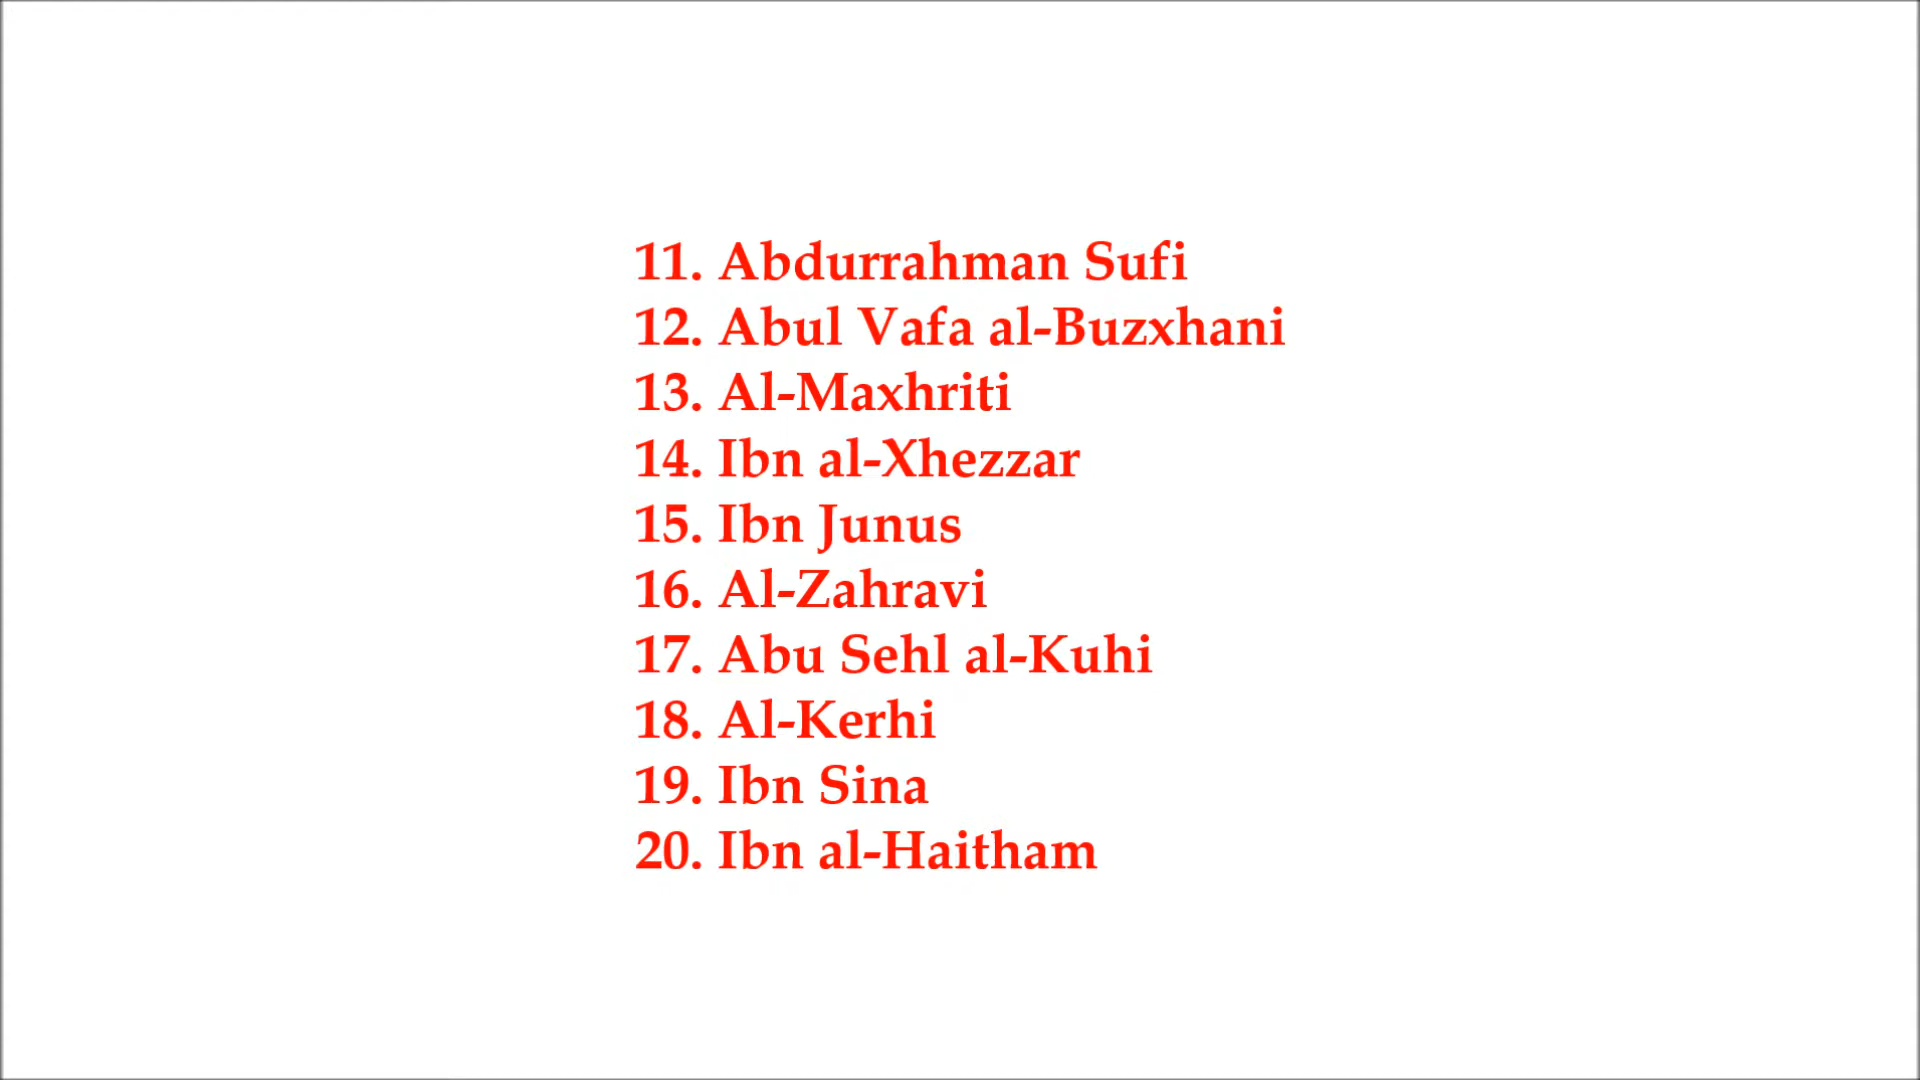 11. Abdurrahman Sufi
12. Abul Vafa al-Buzxhani
13. Al-Maxhriti
14. Ibn al-Xhezzar
15. Ibn Junus
16. Al-Zahravi
17. Abu Sehl al-Kuhi
18. Al-Kerhi
19. Ibn Sina
20. Ibn al-Haitham